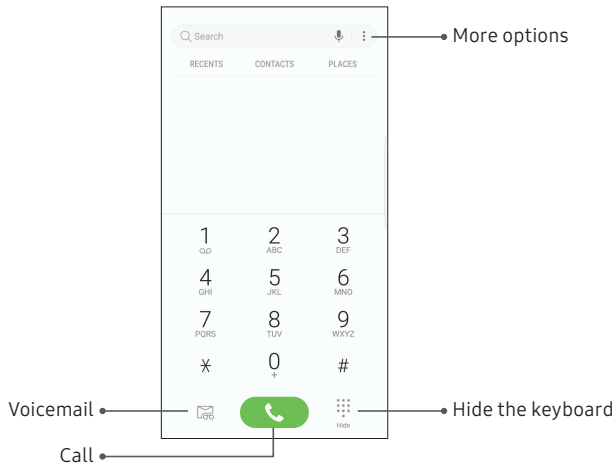 Search
More options
RECENTS CONTACTS PLACES
1 2 3
ABC DEF
4 5 6
GHI JKL MNO
7 8 9
PQRS TUV WXYZ
* 0 #
+
Voicemail
Hide the keyboard
Hide
Call